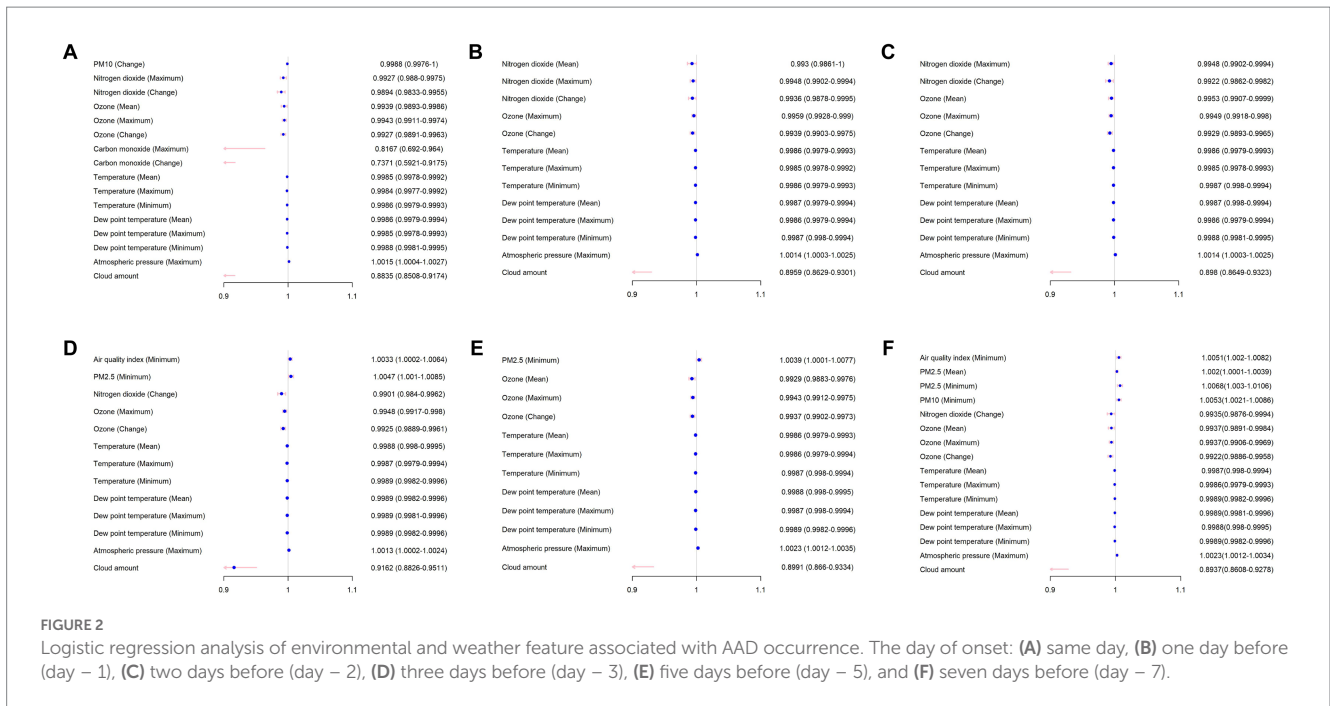 A
PM10 (Change) 0.9988 (0.9976-1)
Nitrogen dioxide (Maximum) 0.9927 (0.988-0.9975)
Nitrogen dioxide (Change) 0.9894 (0.9833-0.9955)
Ozone (Mean) 0.9939 (0.9893-0.9986)
Ozone (Maximum) 0.9943 (0.9911-0.9974)
Ozone (Change) 0.9927 (0.9891-0.9963)
Carbon monoxide (Maximum) 0.8167 (0.692-0.964)
Carbon monoxide (Change) 0.7371 (0.5921-0.9175)
Temperature (Mean) 0.9985 (0.9978-0.9992)
Temperature (Maximum) 0.9984 (0.9977-0.9992)
Temperature (Minimum) 0.9986 (0.9979-0.9993)
Dew point temperature (Mean) 0.9986 (0.9979-0.9994)
Dew point temperature (Maximum) 0.9985 (0.9978-0.9993)
Dew point temperature (Minimum) 0.9988 (0.9981-0.9995)
Atmospheric pressure (Maximum) 1.0015 (1.0004-1.0027)
Cloud amount 0.8835 (0.8508-0.9174)
0.9 1 1.1
B
Nitrogen dioxide (Mean) 0.993 (0.9861-1)
Nitrogen dioxide (Maximum) 0.9948 (0.9902-0.9994)
Nitrogen dioxide (Change) 0.9936 (0.9878-0.9995)
Ozone (Maximum) 0.9959 (0.9928-0.999)
Ozone (Change) 0.9939 (0.9903-0.9975)
Temperature (Mean) 0.9986 (0.9979-0.9993)
Temperature (Maximum) 0.9985 (0.9978-0.9992)
Temperature (Minimum) 0.9986 (0.9979-0.9993)
Dew point temperature (Mean) 0.9987 (0.9979-0.9994)
Dew point temperature (Maximum) 0.9986 (0.9979-0.9994)
Dew point temperature (Minimum) 0.9987 (0.998-0.9994)
Atmospheric pressure (Maximum) 1.0014 (1.0003-1.0025)
Cloud amount 0.8959 (0.8629-0.9301)
0.9 1 1.1
C
Nitrogen dioxide (Maximum) 0.9948 (0.9902-0.9994)
Nitrogen dioxide (Change) 0.9922 (0.9862-0.9982)
Ozone (Mean) 0.9953 (0.9907-0.9999)
Ozone (Maximum) 0.9949 (0.9918-0.998)
Ozone (Change) 0.9929 (0.9893-0.9965)
Temperature (Mean) 0.9986 (0.9979-0.9993)
Temperature (Maximum) 0.9985 (0.9978-0.9993)
Temperature (Minimum) 0.9987 (0.998-0.9994)
Dew point temperature (Mean) 0.9987 (0.998-0.9994)
Dew point temperature (Maximum) 0.9986 (0.9979-0.9994)
Dew point temperature (Minimum) 0.9988 (0.9981-0.9995)
Atmospheric pressure (Maximum) 1.0014 (1.0003-1.0025)
Cloud amount 0.898 (0.8649-0.9323)
0.9 1 1.1
D
Air quality index (Minimum) 1.0033 (1.0002-1.0064)
PM2.5 (Minimum) 1.0047 (1.001-1.0085)
Nitrogen dioxide (Change) 0.9901 (0.984-0.9962)
Ozone (Maximum) 0.9948 (0.9917-0.998)
Ozone (Change) 0.9925 (0.9889-0.9961)
Temperature (Mean) 0.9988 (0.998-0.9995)
Temperature (Maximum) 0.9987 (0.9979-0.9994)
Temperature (Minimum) 0.9989 (0.9982-0.9996)
Dew point temperature (Mean) 0.9989 (0.9982-0.9996)
Dew point temperature (Maximum) 0.9989 (0.9981-0.9996)
Dew point temperature (Minimum) 0.9989 (0.9982-0.9996)
Atmospheric pressure (Maximum) 1.0013 (1.0002-1.0024)
Cloud amount 0.9162 (0.8826-0.9511)
0.9 1 1.1
E
PM2.5 (Minimum) 1.0039 (1.0001-1.0077)
Ozone (Mean) 0.9929 (0.9883-0.9976)
Ozone (Maximum) 0.9943 (0.9912-0.9975)
Ozone (Change) 0.9937 (0.9902-0.9973)
Temperature (Mean) 0.9986 (0.9979-0.9993)
Temperature (Maximum) 0.9986 (0.9979-0.9994)
Temperature (Minimum) 0.9987 (0.998-0.9994)
Dew point temperature (Mean) 0.9988 (0.998-0.9995)
Dew point temperature (Maximum) 0.9987 (0.998-0.9994)
Dew point temperature (Minimum) 0.9989 (0.9982-0.9996)
Atmospheric pressure (Maximum) 1.0023 (1.0012-1.0035)
Cloud amount 0.8991 (0.866-0.9334)
0.9 1 1.1
F
Air quality index (Minimum) 1.0051(1.002-1.0082)
PM2.5 (Mean) 1.002(1.0001-1.0039)
PM2.5 (Minimum) 1.0068(1.003-1.0106)
PM10 (Minimum) 1.0053(1.0021-1.0086)
Nitrogen dioxide (Change) 0.9935(0.9876-0.9994)
Ozone (Mean) 0.9937(0.9891-0.9984)
Ozone (Maximum) 0.9937(0.9906-0.9969)
Ozone (Change) 0.9922(0.9886-0.9958)
Temperature (Mean) 0.9987(0.998-0.9994)
Temperature (Maximum) 0.9986(0.9979-0.9993)
Temperature (Minimum) 0.9989(0.9982-0.9996)
Dew point temperature (Mean) 0.9989(0.9981-0.9996)
Dew point temperature (Maximum) 0.9988(0.998-0.9995)
Dew point temperature (Minimum) 0.9989(0.9982-0.9996)
Atmospheric pressure (Maximum) 1.0023(1.0012-1.0034)
Cloud amount 0.8937(0.8608-0.9278)
0.9 1 1.1
FIGURE 2
Logistic regression analysis of environmental and weather feature associated with AAD occurrence. The day of onset: (A) same day, (B) one day before
(day – 1), (C) two days before (day – 2), (D) three days before (day – 3), (E) five days before (day – 5), and (F) seven days before (day – 7).